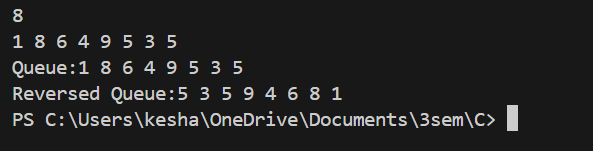 8
1 8 6 4 9 5 3 5
Queue:1 8 6 4 9 5 3 5
Reversed Queue:5 3 5 9 4 6 8 1
PS C:\Users\kesha\OneDrive\Documents\3sem\C>